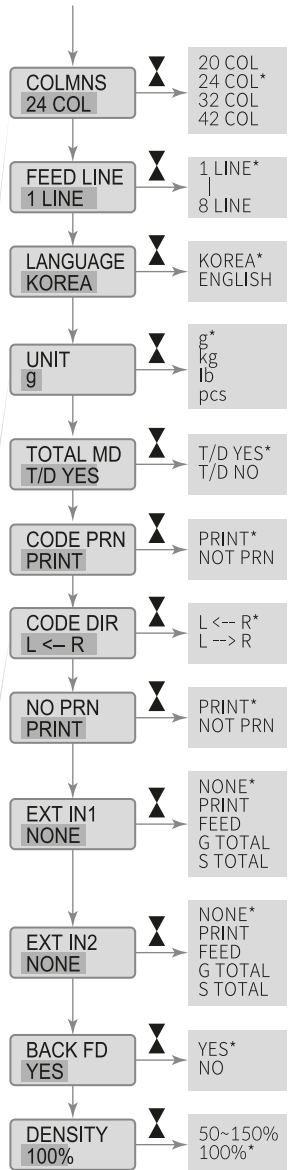 COLMNS
24 COL
20 COL
24 COL*
32 COL
42 COL
FEED LINE
1 LINE
1 LINE*
|
8 LINE
LANGUAGE
KOREA
KOREA*
ENGLISH
UNIT
g
g*
kg
lb
pcs
TOTAL MD
T/D YES
T/D YES*
T/D NO
CODE PRN
PRINT
PRINT*
NOT PRN
CODE DIR
L <-- R
L <-- R*
L --> R
NO PRN
PRINT
PRINT*
NOT PRN
EXT IN1
NONE
NONE*
PRINT
FEED
G TOTAL
S TOTAL
EXT IN2
NONE
NONE*
PRINT
FEED
G TOTAL
S TOTAL
BACK FD
YES
YES*
NO
DENSITY
100%
50~150%
100%*